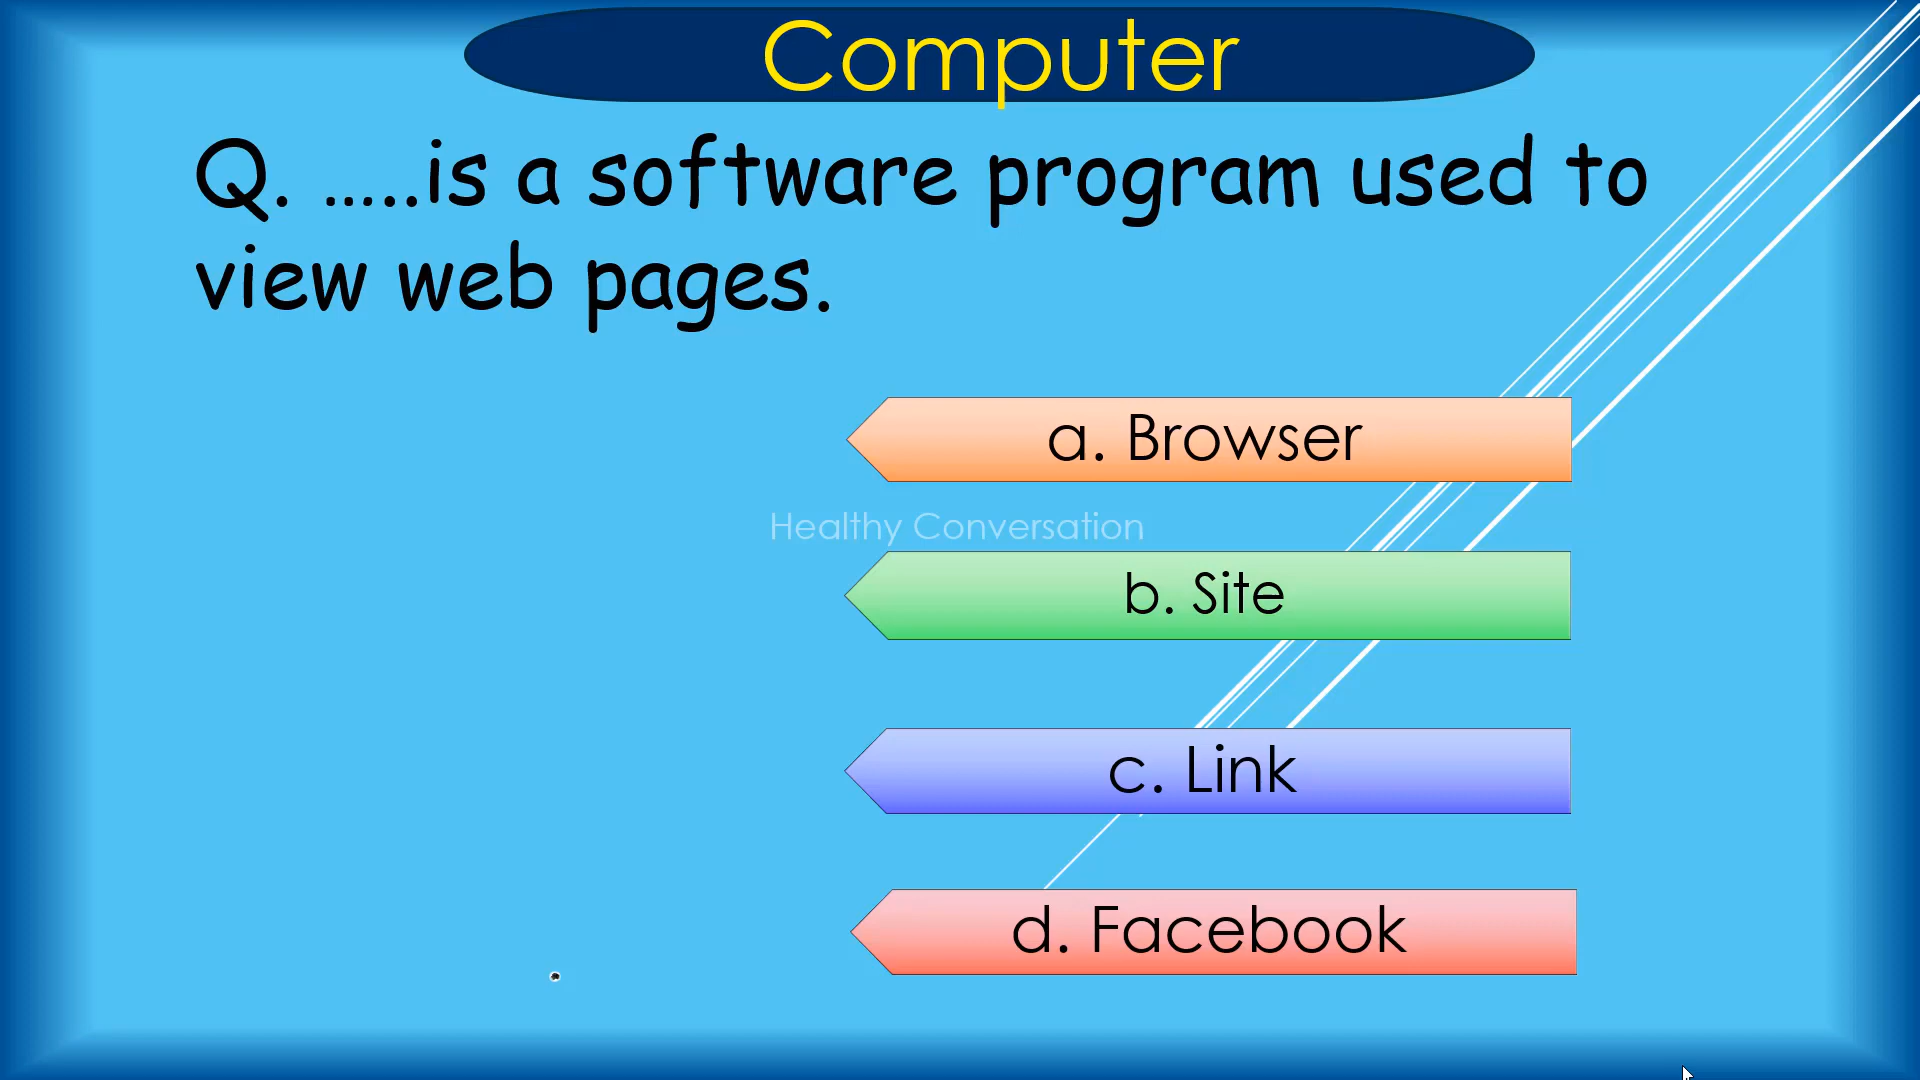 Computer
Q. .....is a software program used to
view web pages.
a. Browser
Healthy Conversation
b. Site
c. Link
d. Facebook